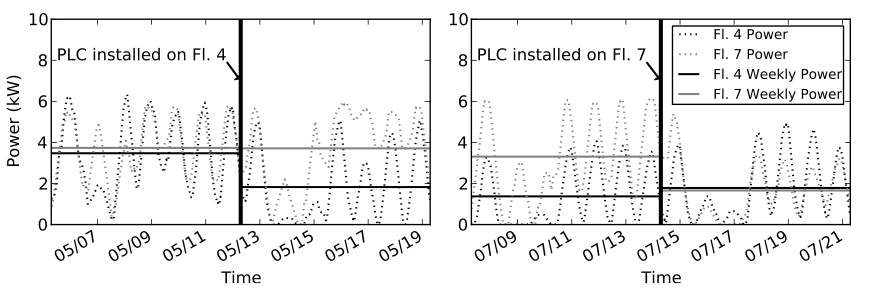 PLC installed on Fl. 4
Power (kW)
10
8
6
4
2
0
05/07
05/09
05/11
05/13
05/15
05/17
05/19
Time
PLC installed on Fl. 7
Fl. 4 Power
Fl. 7 Power
Fl. 4 Weekly Power
Fl. 7 Weekly Power
10
8
6
4
2
0
07/09
07/11
07/13
07/15
07/17
07/19
07/21
Time